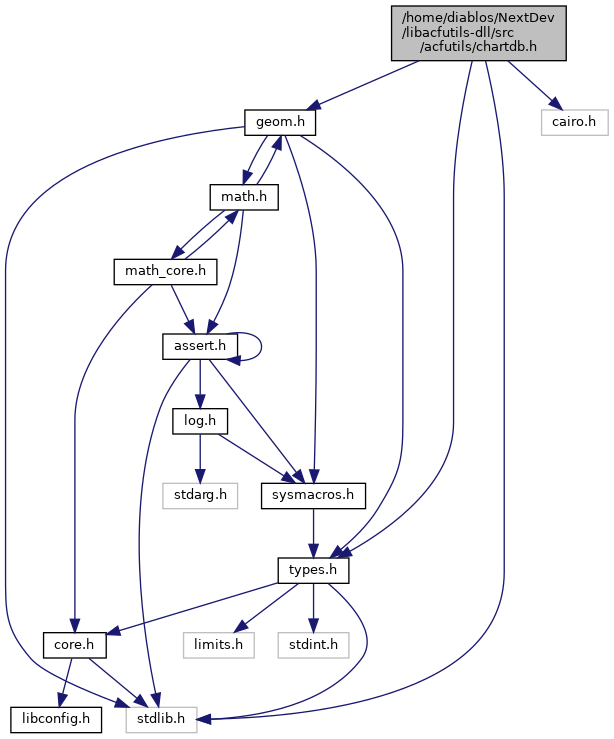 /home/diablos/NextDev
/libacfutils-dll/src
/acfutils/chartdb.h
geom.h
cairo.h
math.h
math_core.h
assert.h
log.h
stdarg.h
sysmacros.h
types.h
core.h
limits.h
stdint.h
libconfig.h
stdlib.h